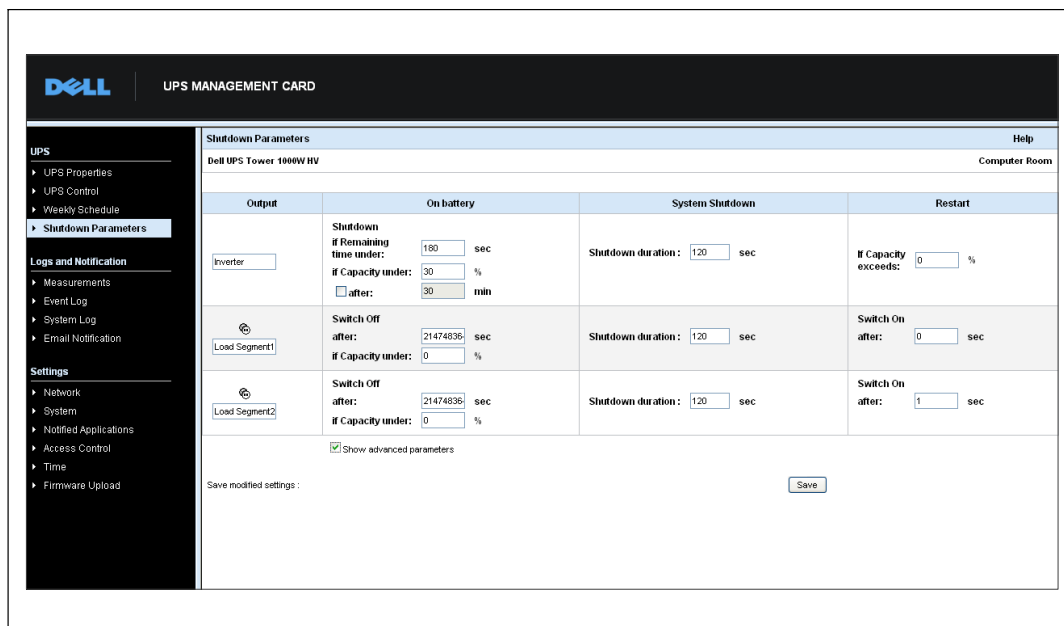 DELL
UPS MANAGEMENT CARD
UPS
UPS Properties
UPS Control
Weekly Schedule
Shutdown Parameters
Logs and Notification
Measurements
Event Log
System Log
Email Notification
Settings
Network
System
Notified Applications
Access Control
Time
Firmware Upload
Shutdown Parameters Help
Dell UPS Tower 1000W HV Computer Room
Output On battery System Shutdown Restart
Inverter
Shutdown
if Remaining
time under: 180 sec
if Capacity under: 30 %
after: 30 min
Shutdown duration : 120 sec
If Capacity
exceeds: 0 %
Load Segment1
Switch Off
after: 21474836 sec
if Capacity under: 0 %
Shutdown duration : 120 sec
Switch On
after: 0 sec
Load Segment2
Switch Off
after: 21474836 sec
if Capacity under: 0 %
Shutdown duration : 120 sec
Switch On
after: 1 sec
Show advanced parameters
Save modified settings : Save